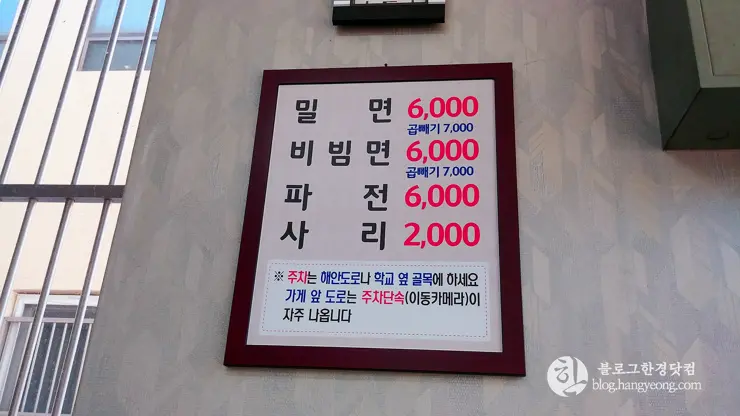 밀 면 6,000
곱빼기 7,000
비빔면 6,000
곱빼기 7,000
파 전 6,000
사 리 2,000
※ 주차는 해안도로나 학교 옆 골목에 하세요
가게 앞 도로는 주차단속(이동카메라)이
자주 나옵니다
한
블로그한경닷컴
blog.hangyeong.com